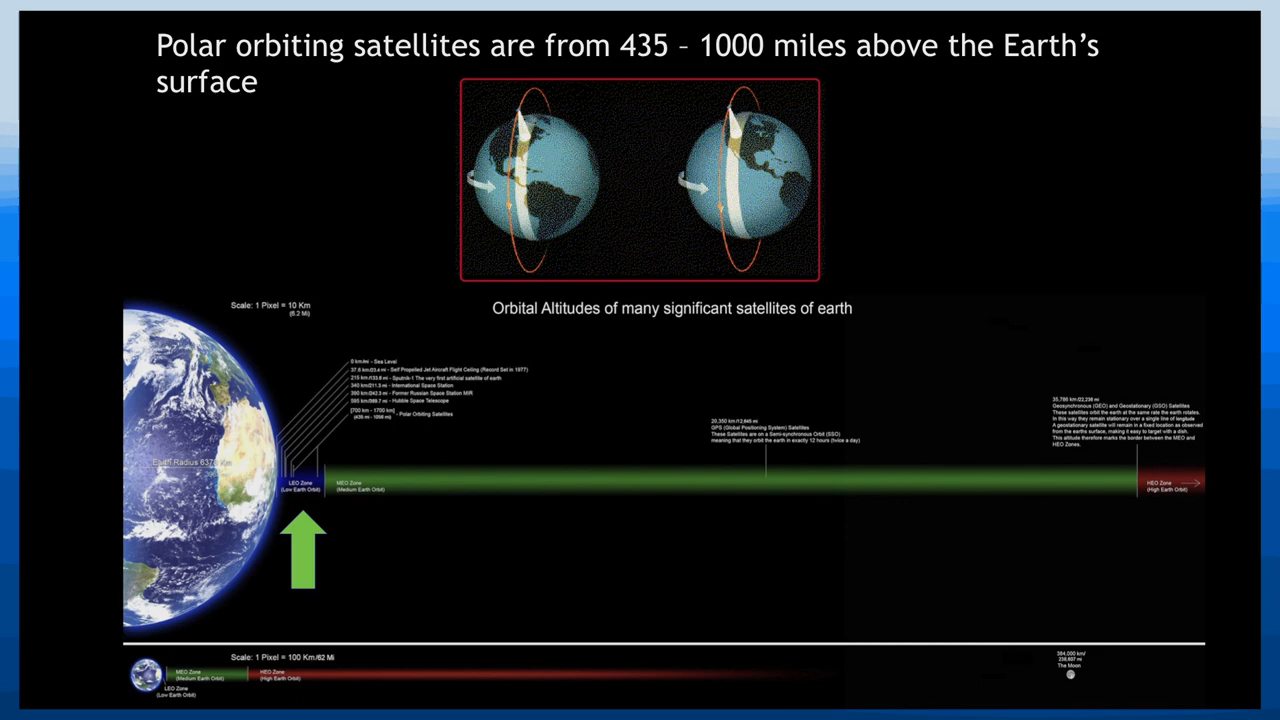 Polar orbiting satellites are from 435 – 1000 miles above the Earth's
surface
Scale: 1 Pixel = 10 Km
(6.2 Mi)
Orbital Altitudes of many significant satellites of earth
0 km/mi - Sea Level
37.6 km/23.4 mi - Self Propelled Jet Aircraft Flight Ceiling (Record Set in 1977)
215 km/133.6 mi - Sputnik-1 The very first artificial satellite of earth
340 km/211.3 mi - International Space Station
390 km/242.3 mi - Former Russian Space Station MIR
595 km/369.7 mi - Hubble Space Telescope
[700 km - 1700 km]
(435 mi - 1056 mi)
- Polar Orbiting Satellites
20,350 km/12,645 mi
GPS (Global Positioning System) Satellites
These Satellites are on a Semi-synchronous Orbit (SSO)
meaning that they orbit the earth in exactly 12 hours (twice a day)
35,786 km/22,236 mi
Geosynchronous (GEO) and Geostationary (GSO) Satellites
These satellites orbit the earth at the same rate the earth rotates.
In this way they remain stationary over a single line of longitude
A geostationary satellite will remain in a fixed location as observed
from the earths surface, making it easy to target with a dish.
This altitude therefore marks the border between the MEO and
HEO Zones.
Earth Radius 6378 Km
LEO Zone
(Low Earth Orbit)
MEO Zone
(Medium Earth Orbit)
HEO Zone
(High Earth Orbit)
Scale: 1 Pixel = 100 Km/62 Mi
MEO Zone
(Medium Earth Orbit)
HEO Zone
(High Earth Orbit)
LEO Zone
(Low Earth Orbit)
384,000 km/
238,607 mi
The Moon